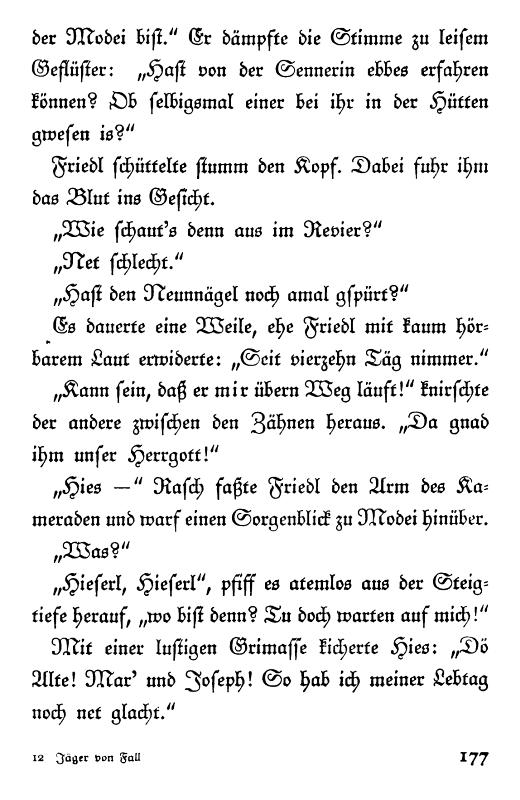 der Modei bist.“ Er dämpfte die Stimme zu leisem
Geflüster: „Hast von der Sennerin ebbes erfahren
können? Ob selbigsmal einer bei ihr in der Hütten
gwesen is?“
Friedl schüttelte stumm den Kopf. Dabei fuhr ihm
das Blut ins Gesicht.
„Wie schaut's denn aus im Revier?“
„Net schlecht.“
„Hast den Neunnägel noch amal gspürt?“
Es dauerte eine Weile, ehe Friedl mit kaum hör-
barem Laut erwiderte: „Seit vierzehn Täg nimmer.“
„Kann sein, daß er mir übern Weg läuft!“ knirschte
der andere zwischen den Zähnen heraus. „Da gnad
ihm unser Herrgott!“
„Hies —“ Rasch faßte Friedl den Arm des Ka-
meraden und warf einen Sorgenblick zu Modei hinüber.
„Was?“
„Hieserl, Hieserl“, pfiff es atemlos aus der Steig-
tiefe herauf, „wo bist denn? Tu doch warten auf mich!“
Mit einer lustigen Grimasse kicherte Hies: „Dö
Alte! Mar' und Joseph! So hab ich meiner Lebtag
noch net glacht.“
12 Jäger von Fall 177